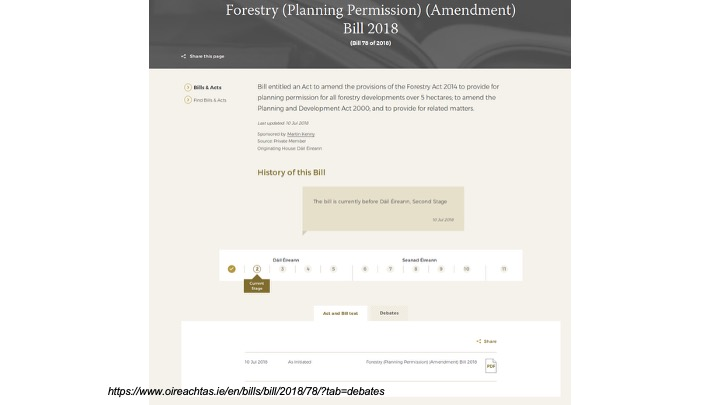 Forestry (Planning Permission) (Amendment)
Bill 2018
(Bill 78 of 2018)
Share this page
Bills & Acts
Find Bills & Acts
Bill entitled an Act to amend the provisions of the Forestry Act 2014 to provide for
planning permission for all forestry developments over 5 hectares; to amend the
Planning and Development Act 2000; and to provide for related matters.
Last updated: 10 Jul 2018
Sponsored by Martin Kenny
Source: Private Member
Originating House: Dáil Éireann
History of this Bill
The bill is currently before Dáil Éireann, Second Stage
10 Jul 2018
Dáil Éireann Seanad Éireann
2 3 4 5 6 7 8 9 10 11
Current
Stage
Act and Bill text Debates
Share
10 Jul 2018 As Initiated Forestry (Planning Permission) (Amendment) Bill 2018 PDF
https://www.oireachtas.ie/en/bills/bill/2018/78/?tab=debates